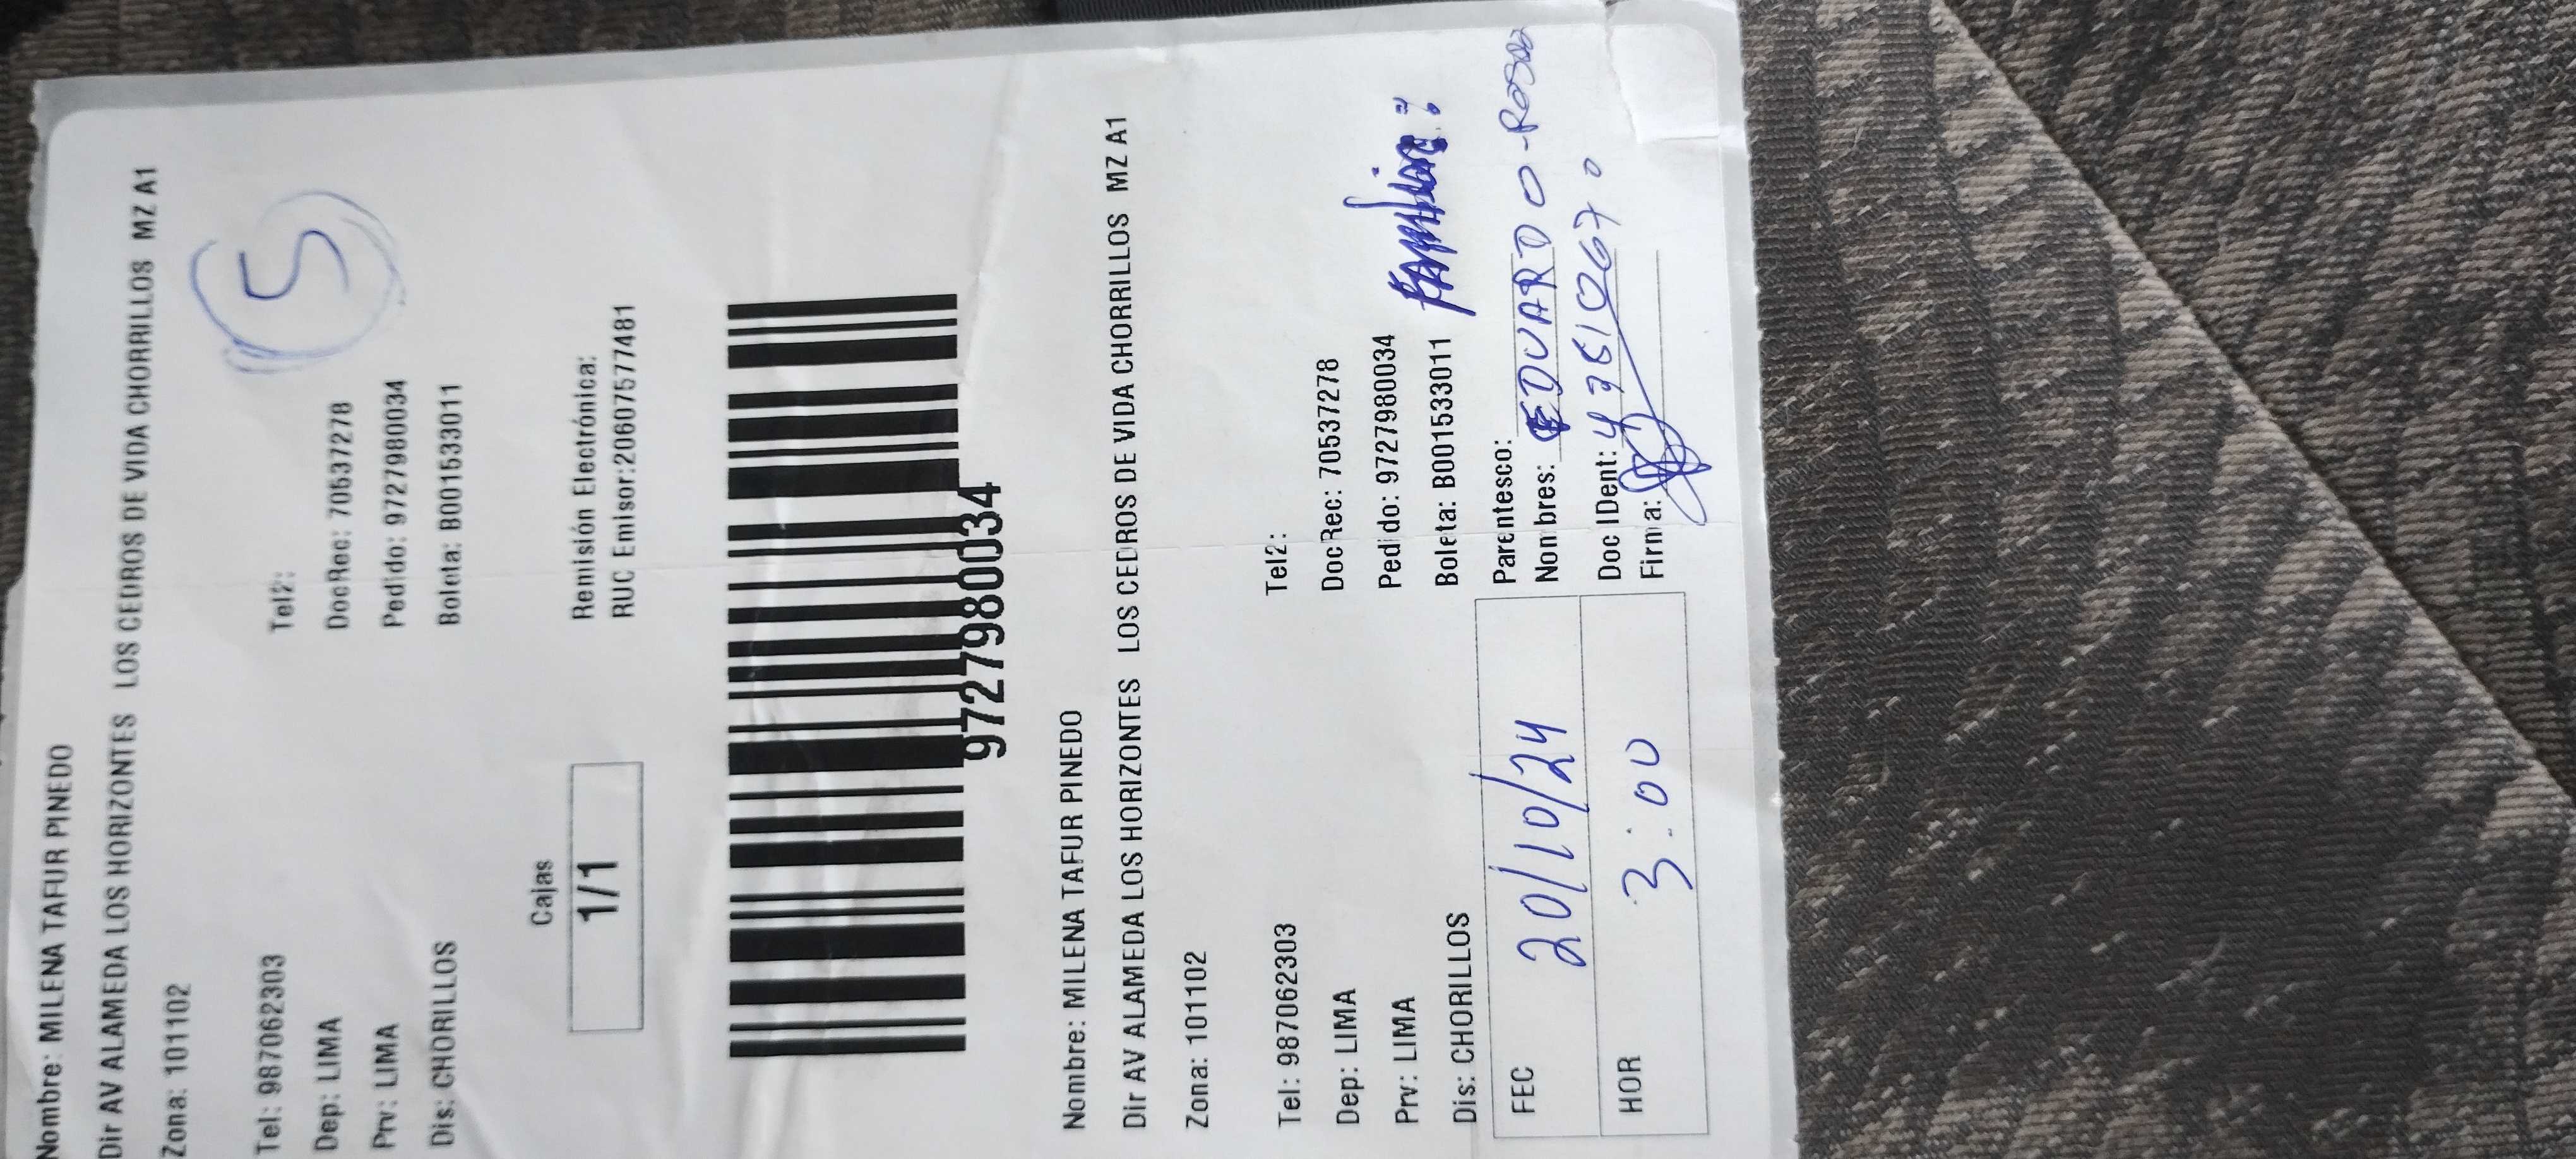 Nombre: MILENA TAFUR PINEDO
Dir AV ALAMEDA LOS HORIZONTES LOS CEDROS DE VIDA CHORRILLOS MZ A1
Zona: 101102
5
Tel: 987062303 Tel2:
Dep: LIMA DocRec: 70537278
Prv: LIMA Pedido: 97279800​34
Dis: CHORILLOS Boleta: B001533011
Cajas
1/1
Remisión Electrónica:
RUC Emisor:20607577481
9727980034
Nombre: MILENA TAFUR PINEDO
Dir AV ALAMEDA LOS HORIZONTES LOS CEDROS DE VIDA CHORRILLOS MZ A1
Zona: 101102
Tel: 987062303 Tel2:
Dep: LIMA DocRec: 70537278
Prv: LIMA Pedido: 9727980034
Dis: CHORILLOS Boleta: B001533011
FEC 20/10/24
HOR 3:00
Parentesco:
Nombres: EDUARDO
Doc IDent:
Firma: